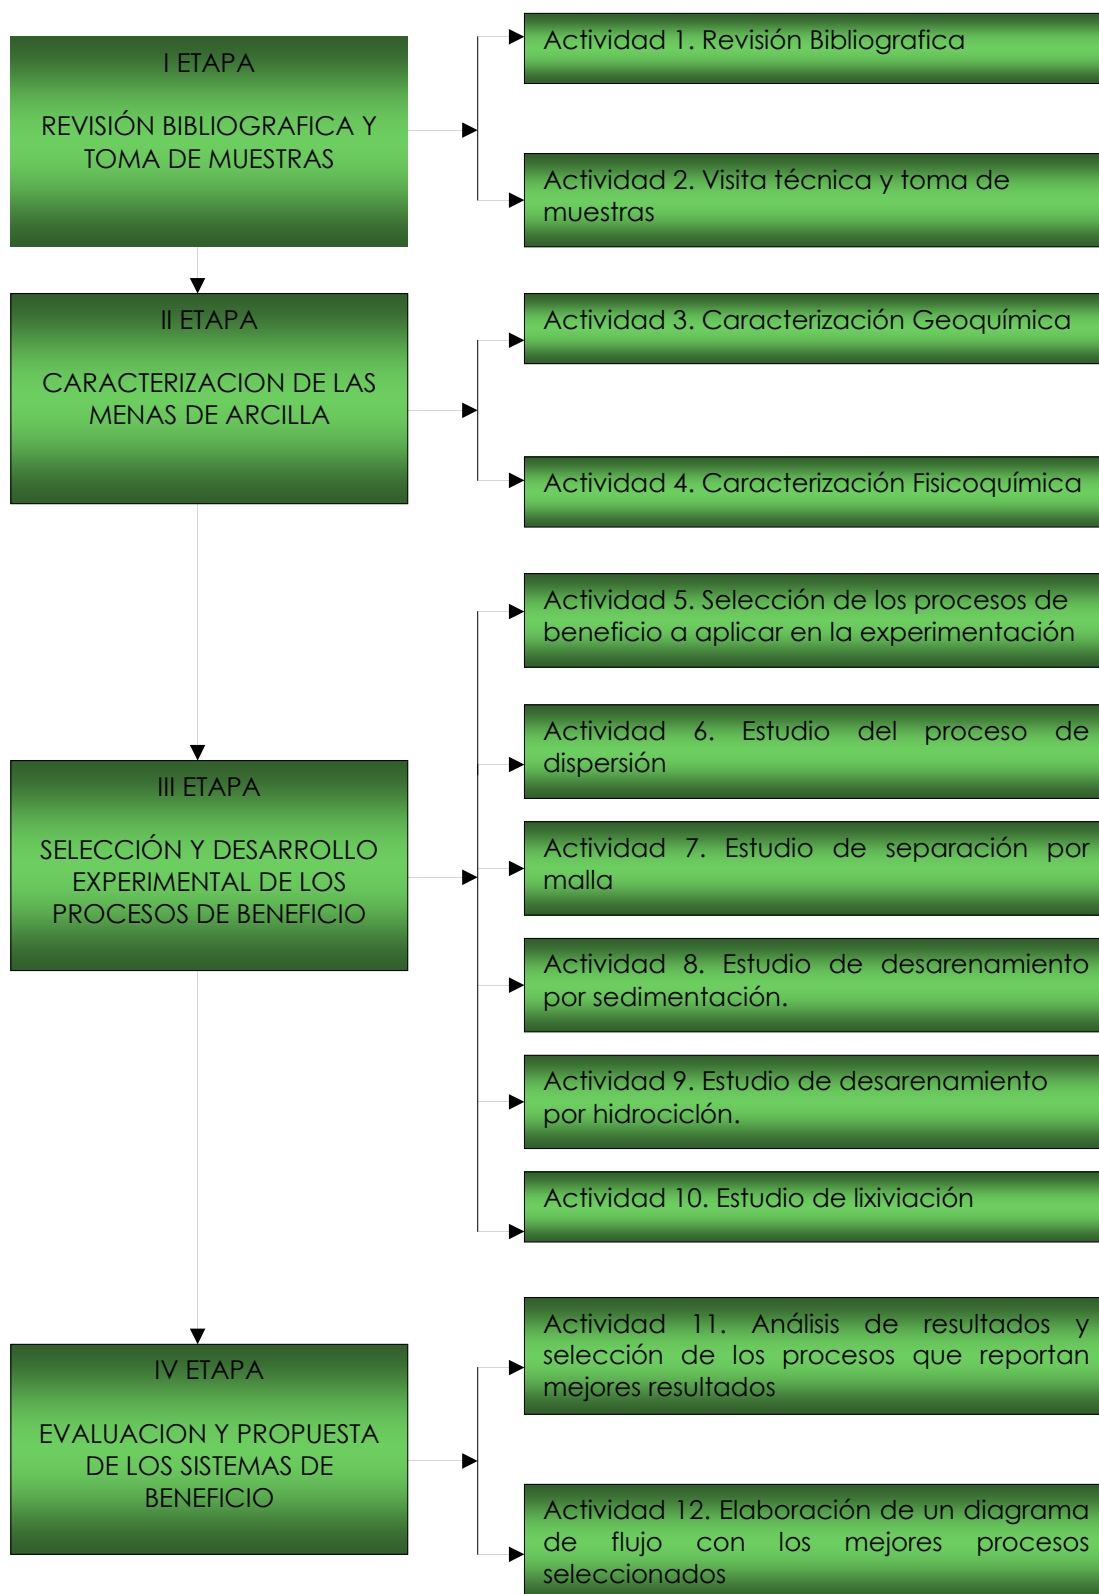 I ETAPA
REVISIÓN BIBLIOGRAFICA Y
TOMA DE MUESTRAS
Actividad 1. Revisión Bibliografica
Actividad 2. Visita técnica y toma de
muestras
II ETAPA
CARACTERIZACION DE LAS
MENAS DE ARCILLA
Actividad 3. Caracterización Geoquímica
Actividad 4. Caracterización Fisicoquímica
III ETAPA
SELECCIÓN Y DESARROLLO
EXPERIMENTAL DE LOS
PROCESOS DE BENEFICIO
Actividad 5. Selección de los procesos de
beneficio a aplicar en la experimentación
Actividad 6. Estudio del proceso de
dispersión
Actividad 7. Estudio de separación por
malla
Actividad 8. Estudio de desarenamiento
por sedimentación.
Actividad 9. Estudio de desarenamiento
por hidrociclón.
Actividad 10. Estudio de lixiviación
IV ETAPA
EVALUACION Y PROPUESTA
DE LOS SISTEMAS DE
BENEFICIO
Actividad 11. Análisis de resultados y
selección de los procesos que reportan
mejores resultados
Actividad 12. Elaboración de un diagrama
de flujo con los mejores procesos
seleccionados